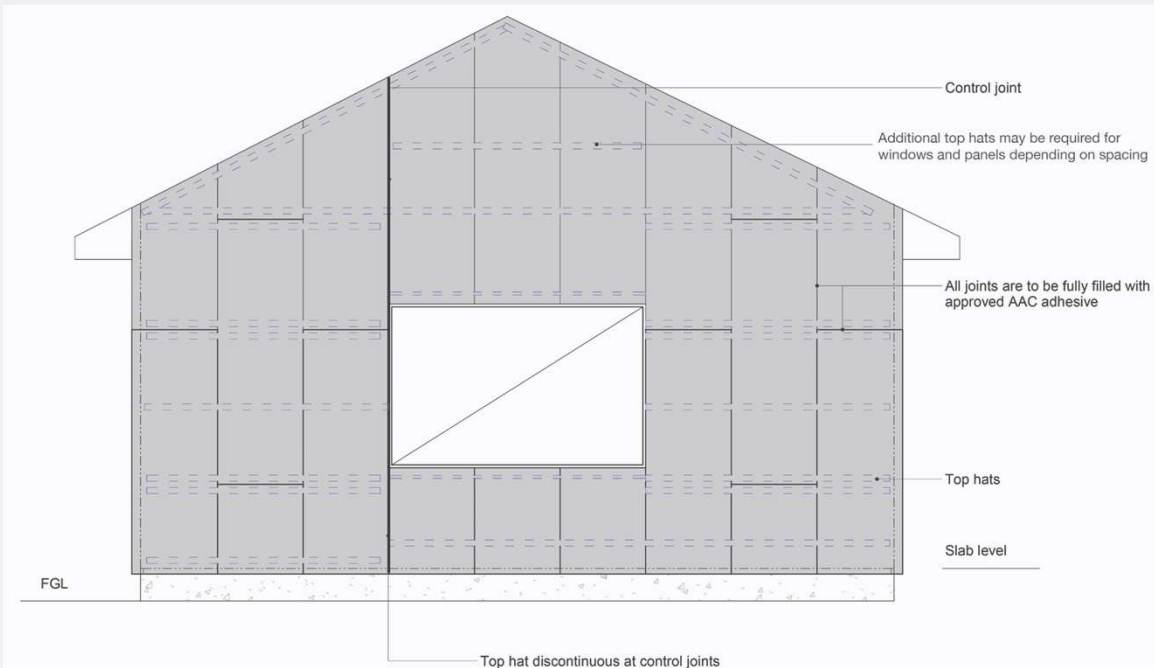 Control joint
Additional top hats may be required for
windows and panels depending on spacing
All joints are to be fully filled with
approved AAC adhesive
Top hats
Slab level
FGL
Top hat discontinuous at control joints